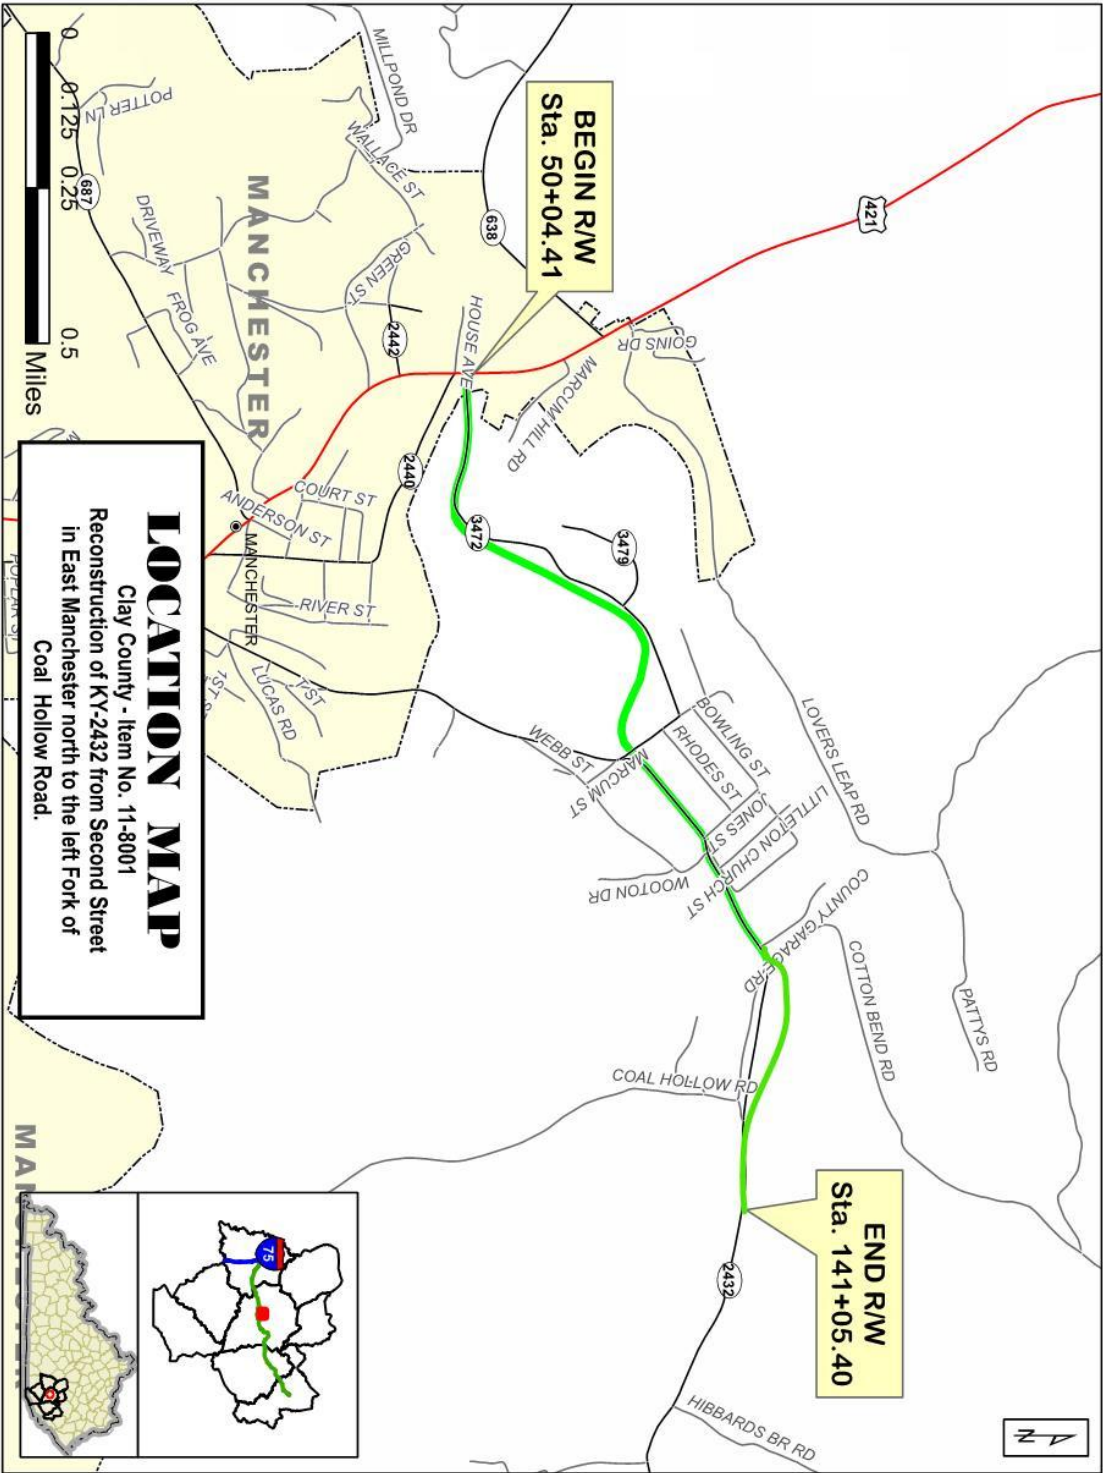 BEGIN R/W
Sta. 50+04.41
END R/W
Sta. 141+05.40
421
638
GOINS DR
MARCUM HILL RD
HOUSE AVE
MILLPOND DR
WALLACE ST
GREEN ST
2442
2440
3472
3479
LOVERS LEAP RD
PATTYS RD
COTTON BEND RD
COUNTY GARAGE RD
BOWLING ST
RHODES ST
JONES ST
LITTLETON CHURCH ST
MARCUM ST
WEBB ST
WOOTON DR
COAL HOLLOW RD
2432
HIBBARDS BR RD
MANCHESTER
POTTER LN
687
DRIVEWAY
FROG AVE
COURT ST
ANDERSON ST
MANCHESTER
RIVER ST
LUCAS RD
T ST
POPLAR ST
0 0.125 0.25 0.5
Miles
LOCATION MAP
Clay County - Item No. 11-8001
Reconstruction of KY-2432 from Second Street
in East Manchester north to the left Fork of
Coal Hollow Road.
75
N